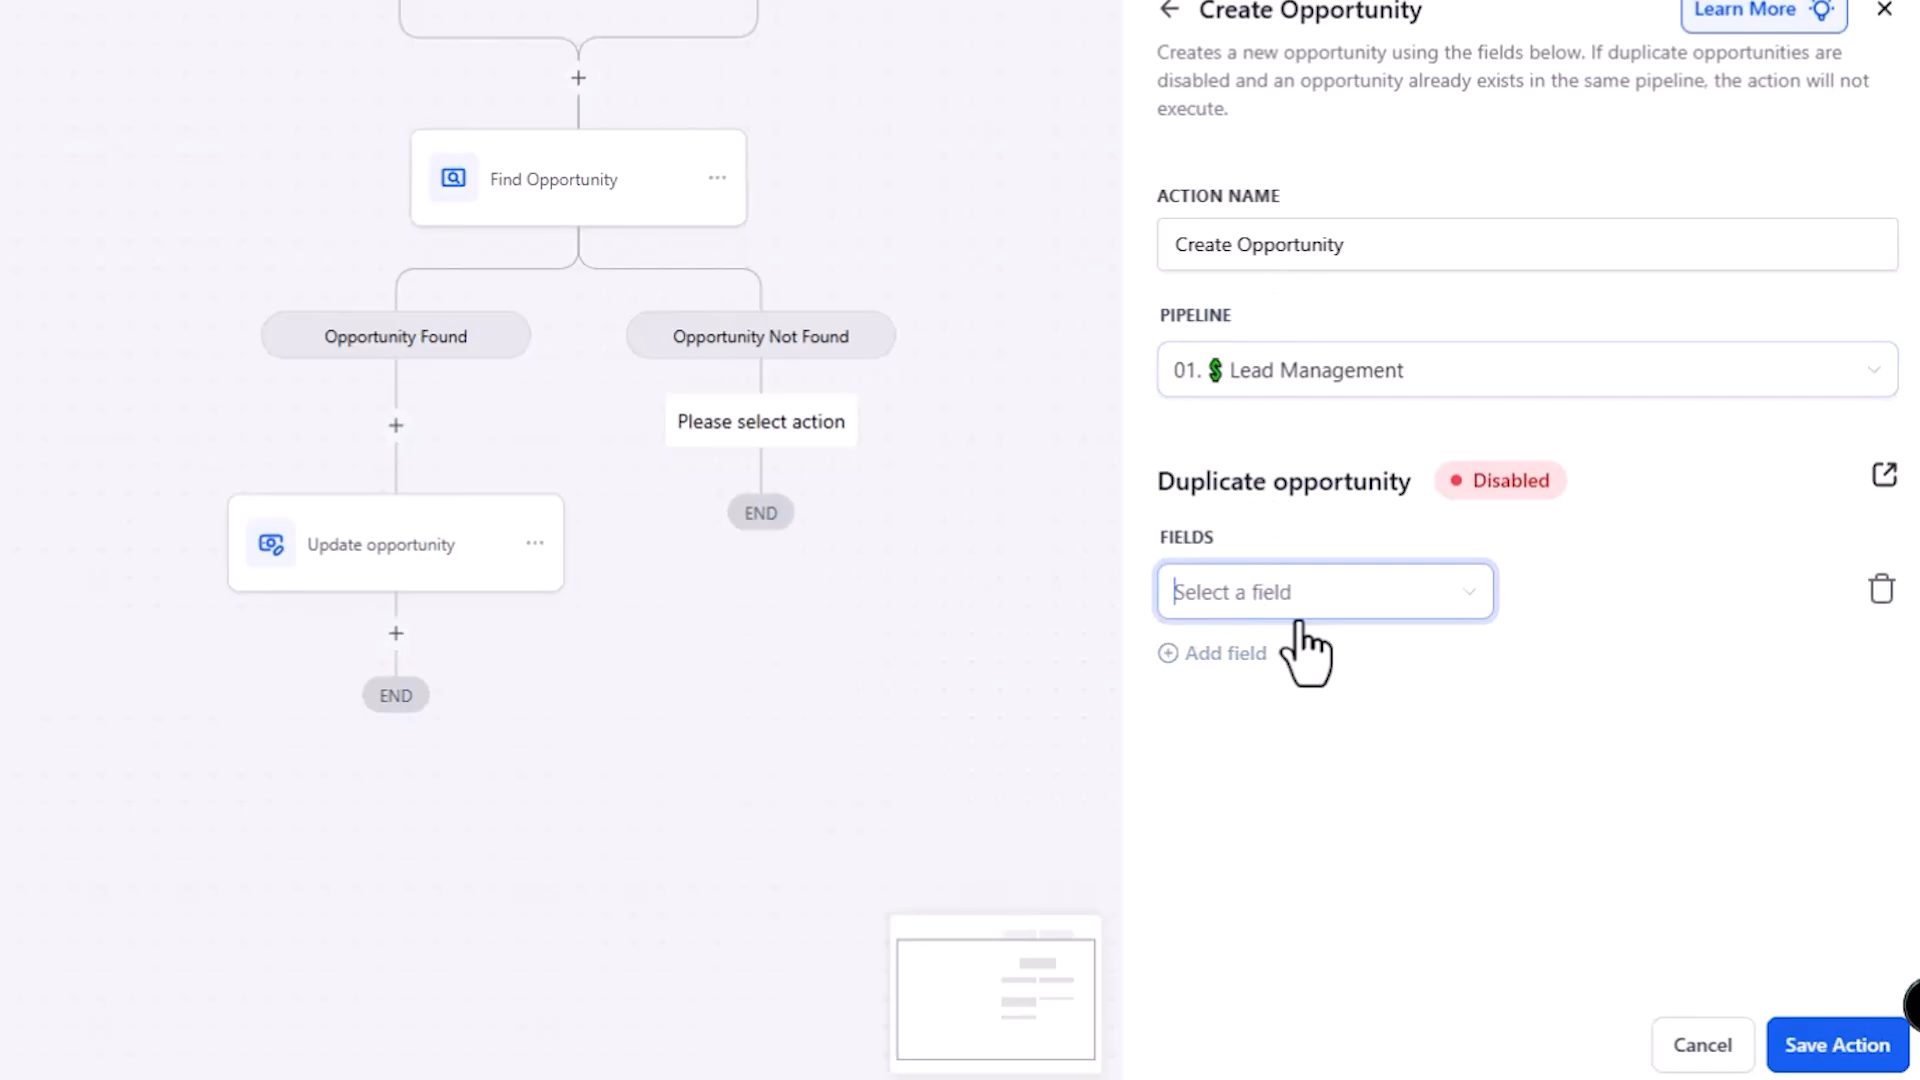 Find Opportunity
Opportunity Found
Opportunity Not Found
Please select action
END
Update opportunity
END
Create Opportunity
Learn More
Creates a new opportunity using the fields below. If duplicate opportunities are
disabled and an opportunity already exists in the same pipeline, the action will not
execute.
ACTION NAME
Create Opportunity
PIPELINE
01. 💲 Lead Management
Duplicate opportunity
Disabled
FIELDS
Select a field
Add field
Cancel
Save Action